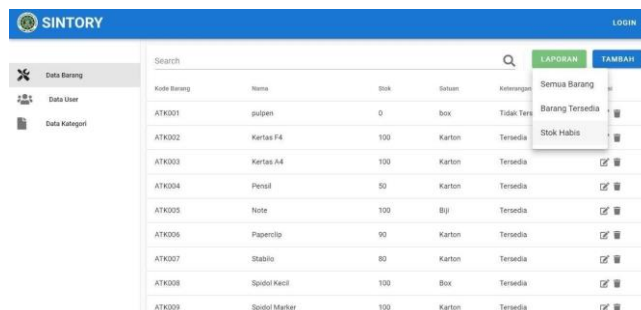 SINTORY
LOGIN
Search
LAPORAN
TAMBAH
Data Barang
Data User
Data Kategori
Kode Barang Nama Stok Satuan Keterangan
Semua Barang
Barang Tersedia
Stok Habis
ATK001 pulpen 0 box Tidak Ters
ATK002 Kertas F4 100 Karton Tersedia
ATK003 Kertas A4 100 Karton Tersedia
ATK004 Pensil 50 Karton Tersedia
ATK005 Note 100 Biji Tersedia
ATK006 Paperclip 90 Karton Tersedia
ATK007 Stabilo 80 Karton Tersedia
ATK008 Spidol Kecil 100 Box Tersedia
ATK009 Spidol Marker 100 Karton Tersedia